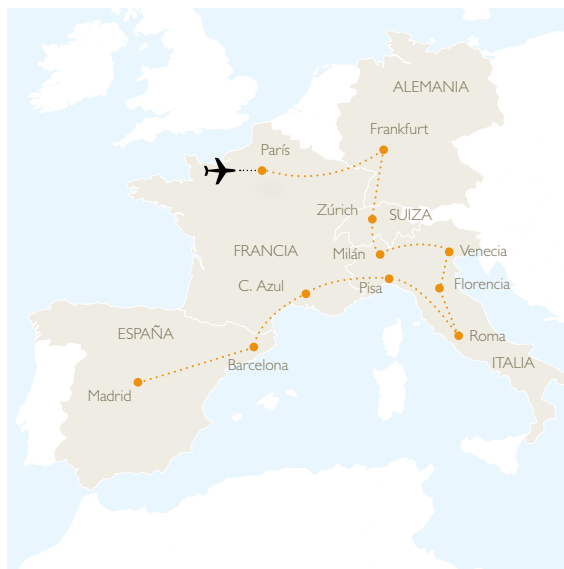 ALEMANIA
Frankfurt
París
Zúrich
SUIZA
FRANCIA
Milán
Venecia
C. Azul
Pisa
Florencia
ESPAÑA
Roma
Barcelona
ITALIA
Madrid